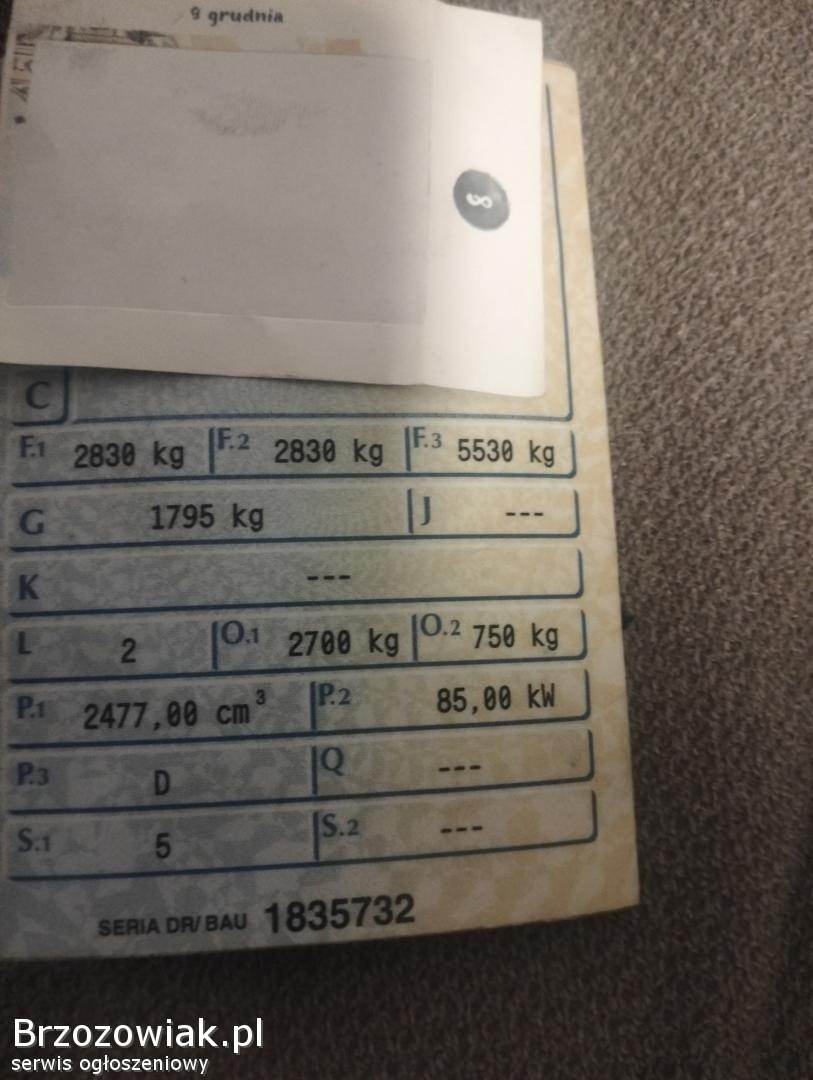 9 grudnia
8
C
F.1 2830 kg F.2 2830 kg F.3 5530 kg
G 1795 kg J ---
K ---
L 2 O.1 2700 kg O.2 750 kg
P.1 2477,00 cm³ P.2 85,00 kW
P.3 D Q ---
S.1 5 S.2 ---
SERIA DR/BAU 1835732
Brzozowiak.pl
serwis ogłoszeniowy